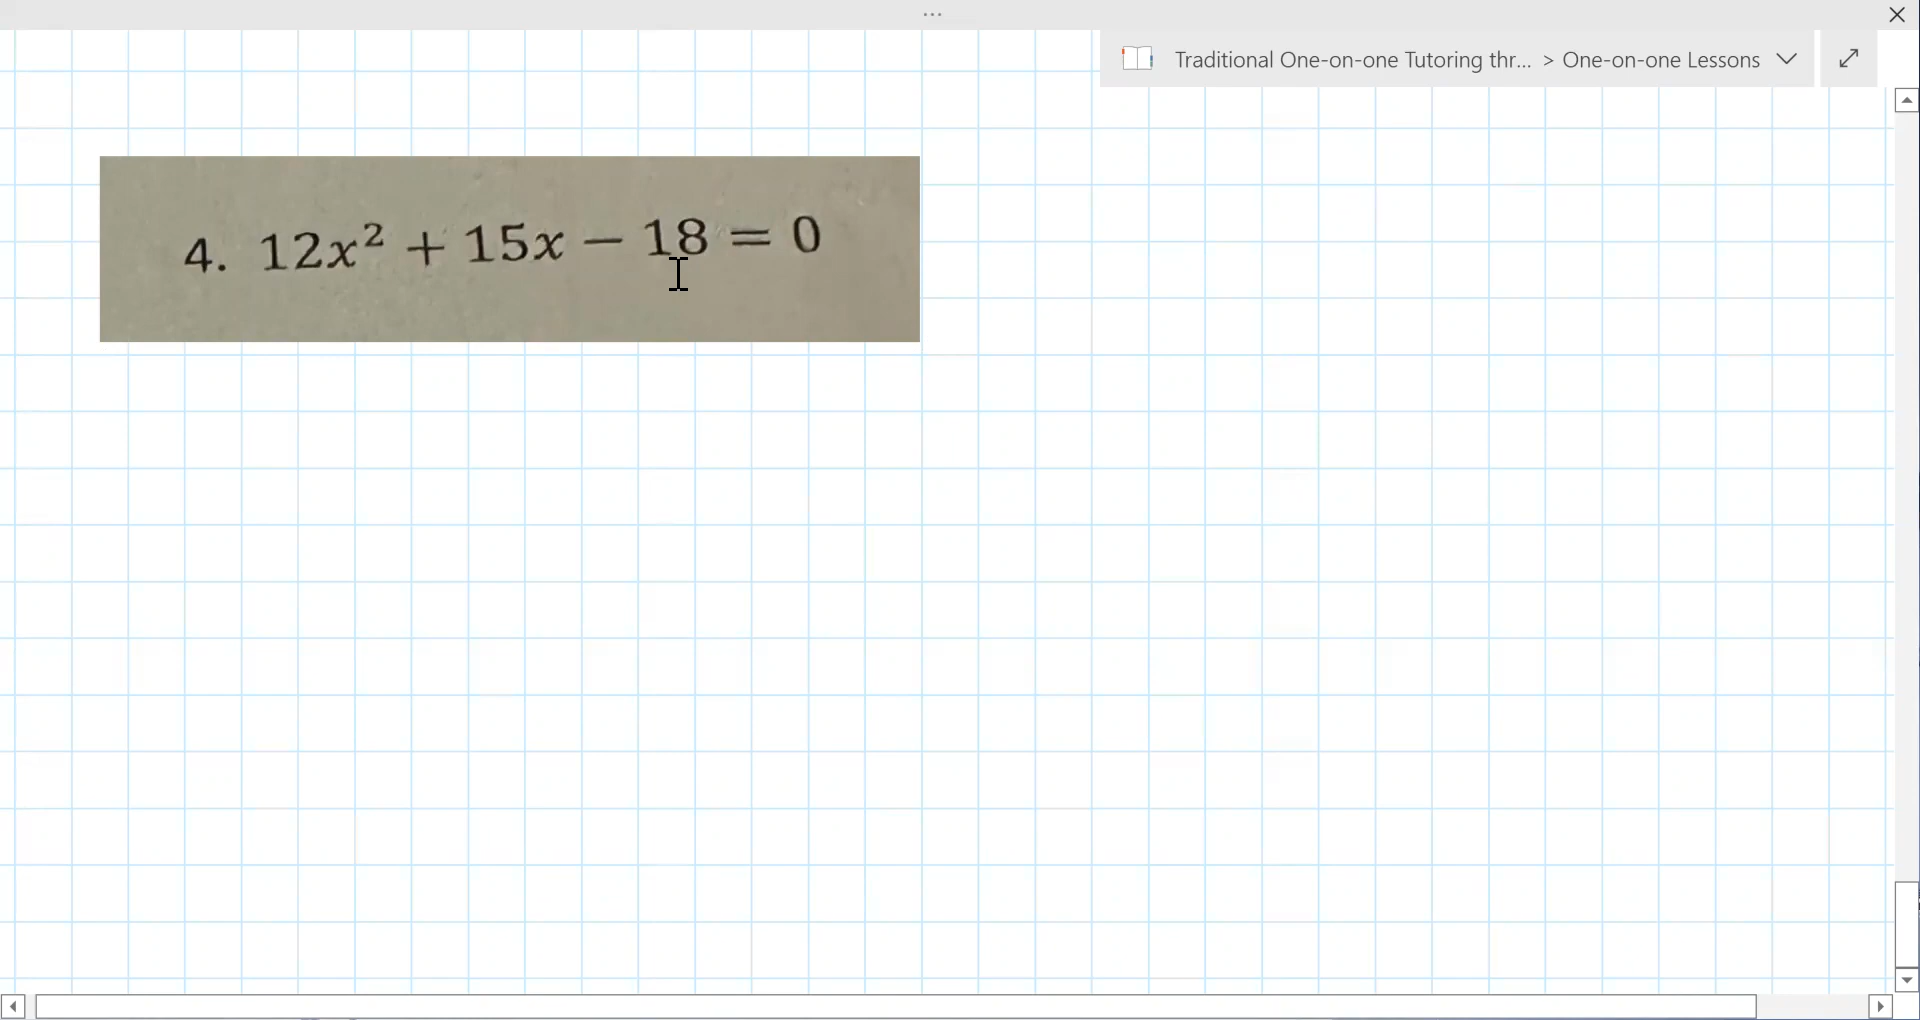 Traditional One-on-one Tutoring thr... > One-on-one Lessons
4. 12x² + 15x − 18 = 0